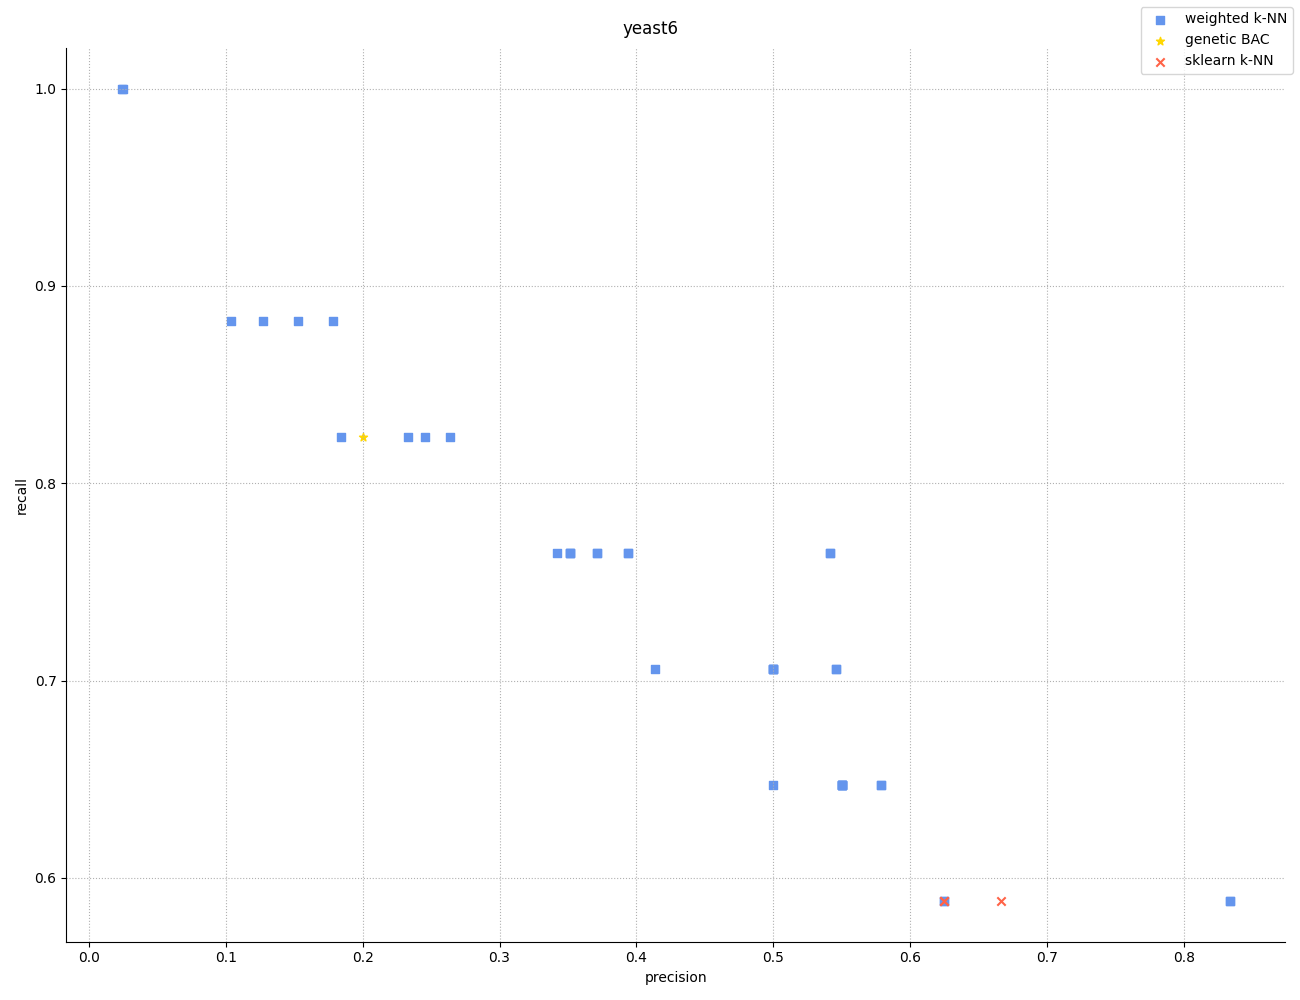 yeast6
weighted k-NN
genetic BAC
sklearn k-NN
1.0
0.9
0.8
0.7
0.6
recall
0.0 0.1 0.2 0.3 0.4 0.5 0.6 0.7 0.8
precision